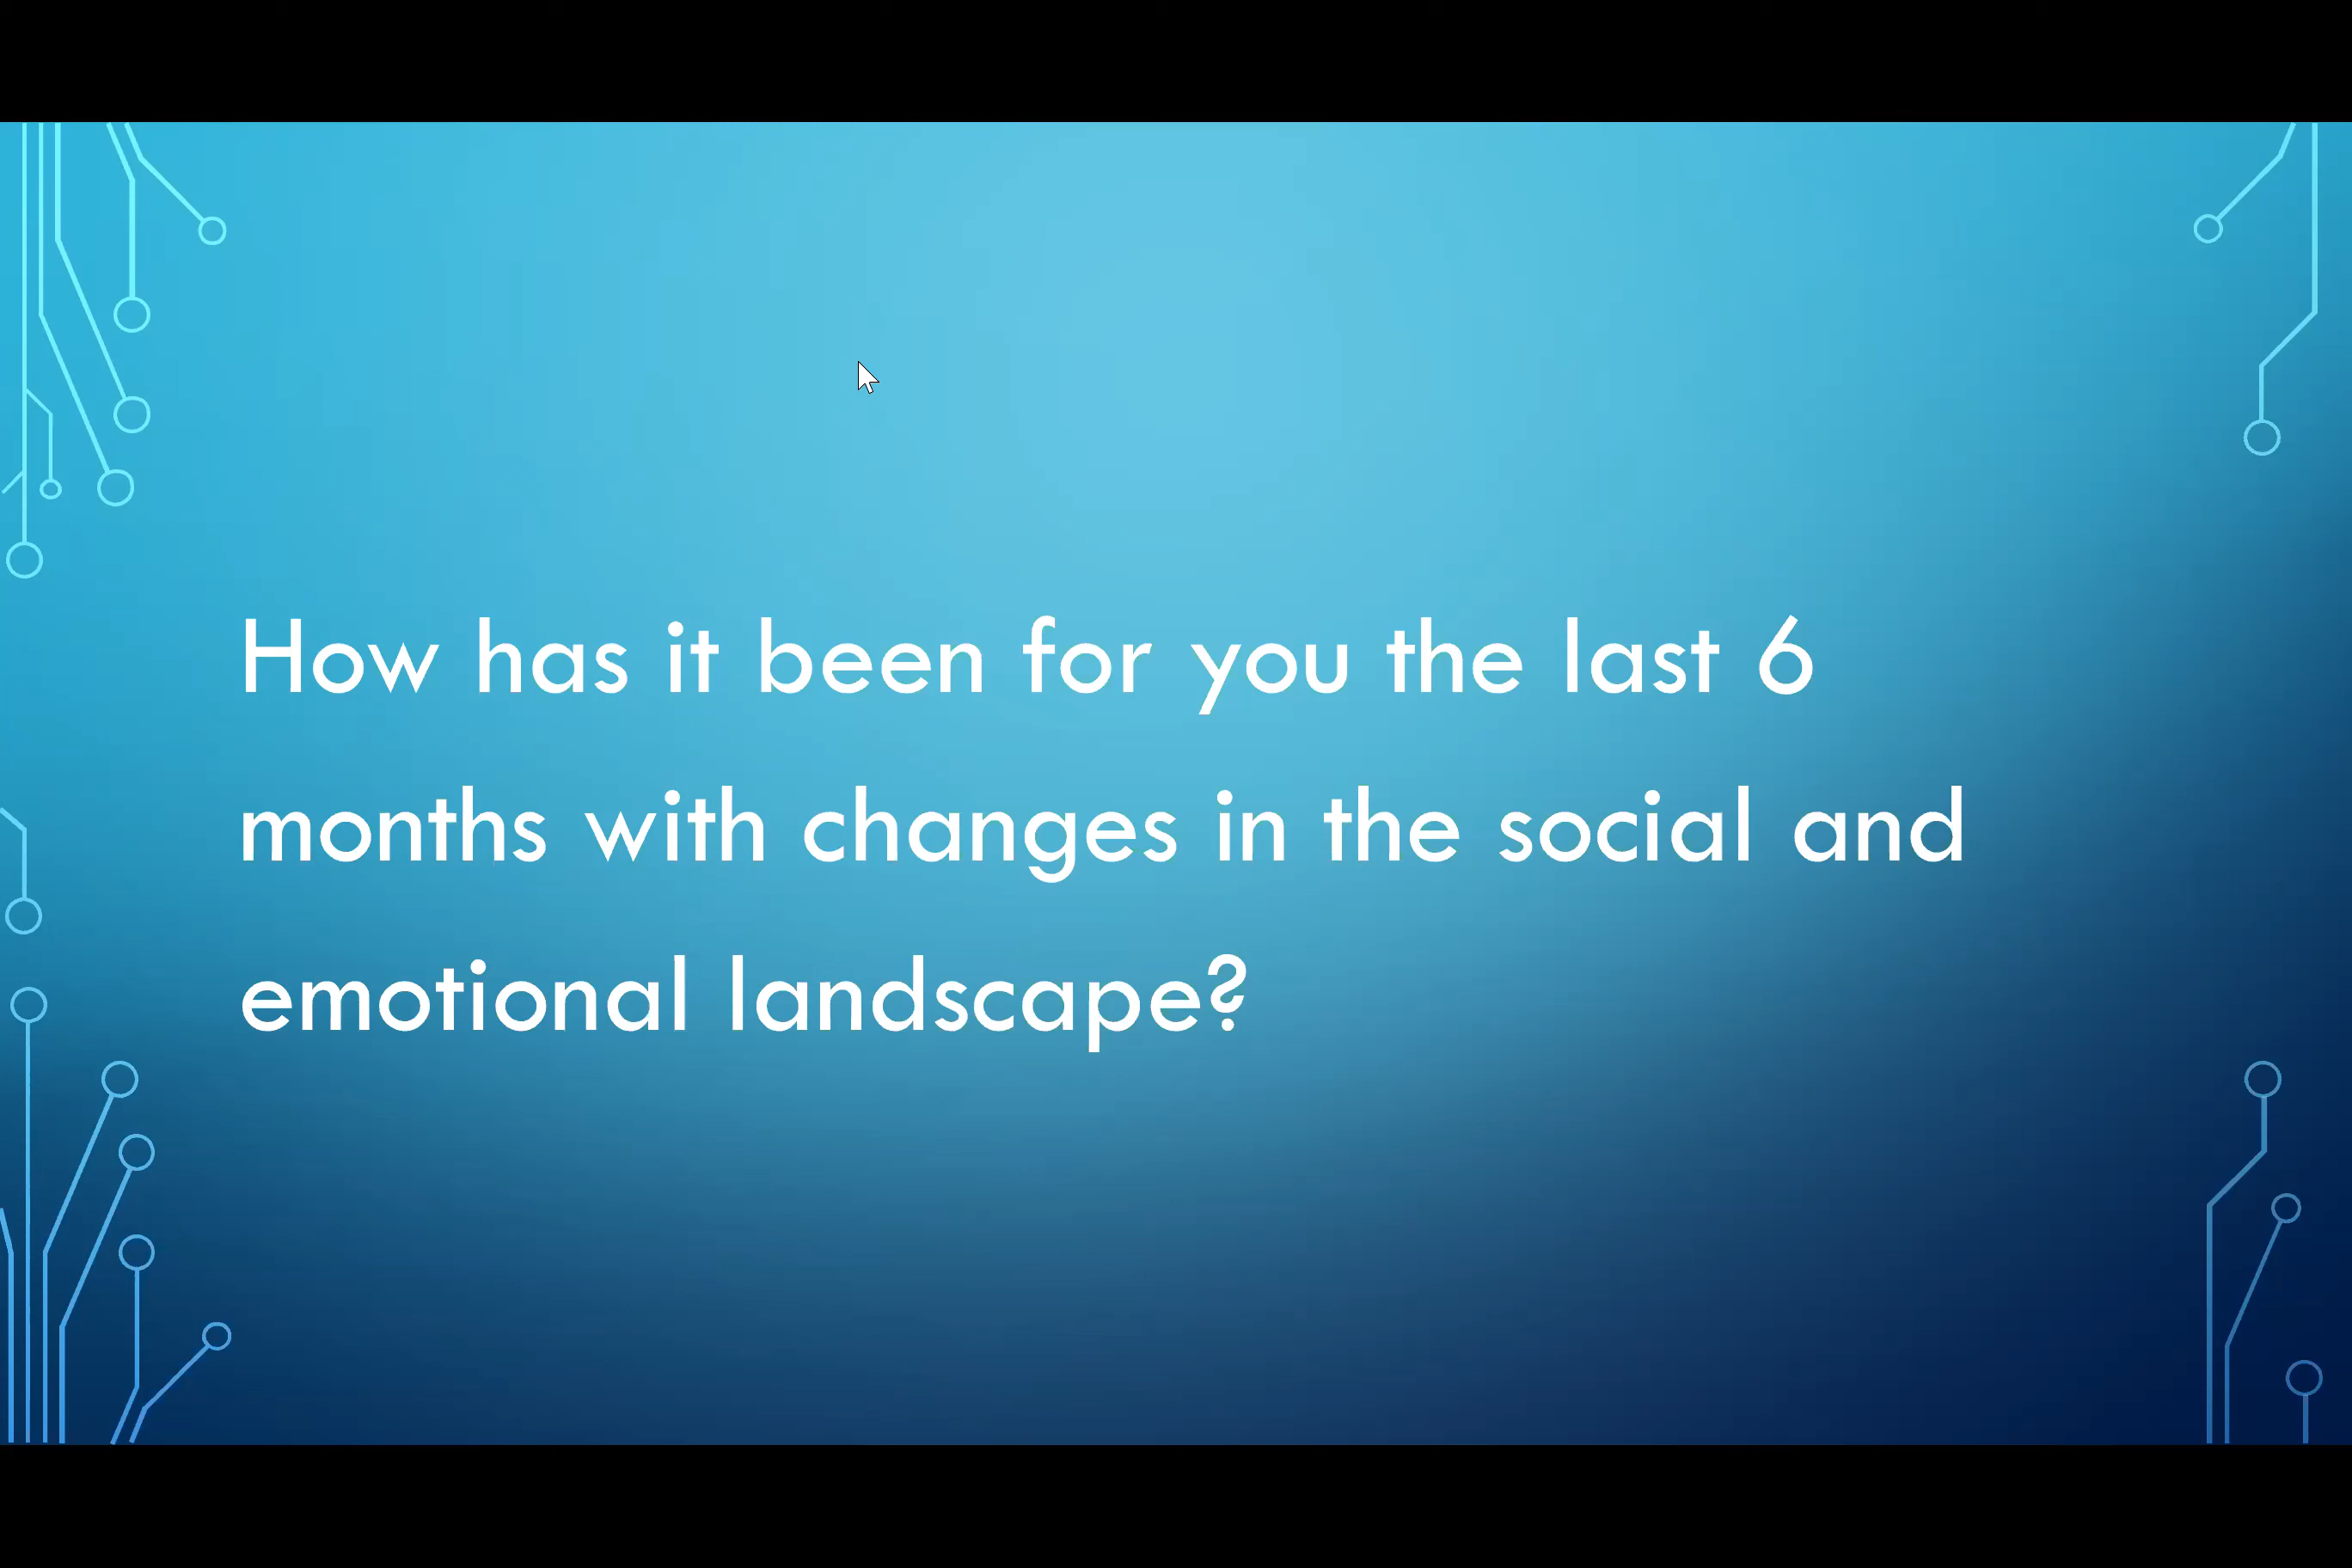 How has it been for you the last 6
months with changes in the social and
emotional landscape?